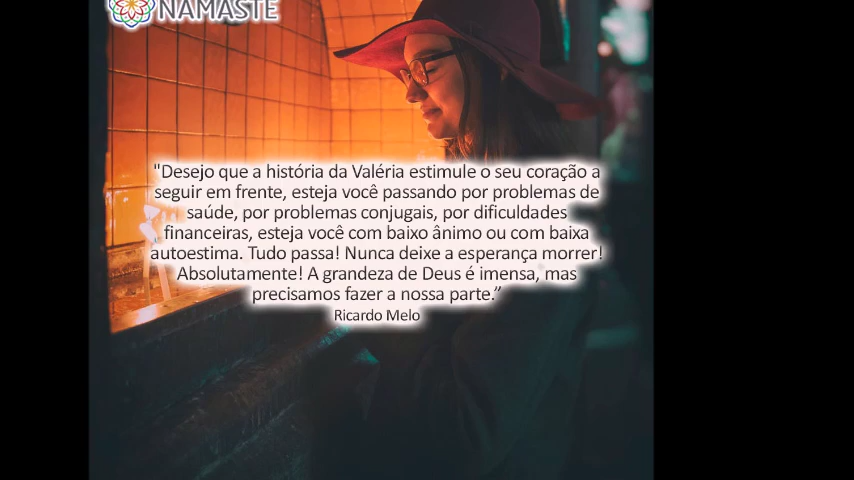 NAMASTE
"Desejo que a história da Valéria estimule o seu coração a
seguir em frente, esteja você passando por problemas de
saúde, por problemas conjugais, por dificuldades
financeiras, esteja você com baixo ânimo ou com baixa
autoestima. Tudo passa! Nunca deixe a esperança morrer!
Absolutamente! A grandeza de Deus é imensa, mas
precisamos fazer a nossa parte.”
Ricardo Melo